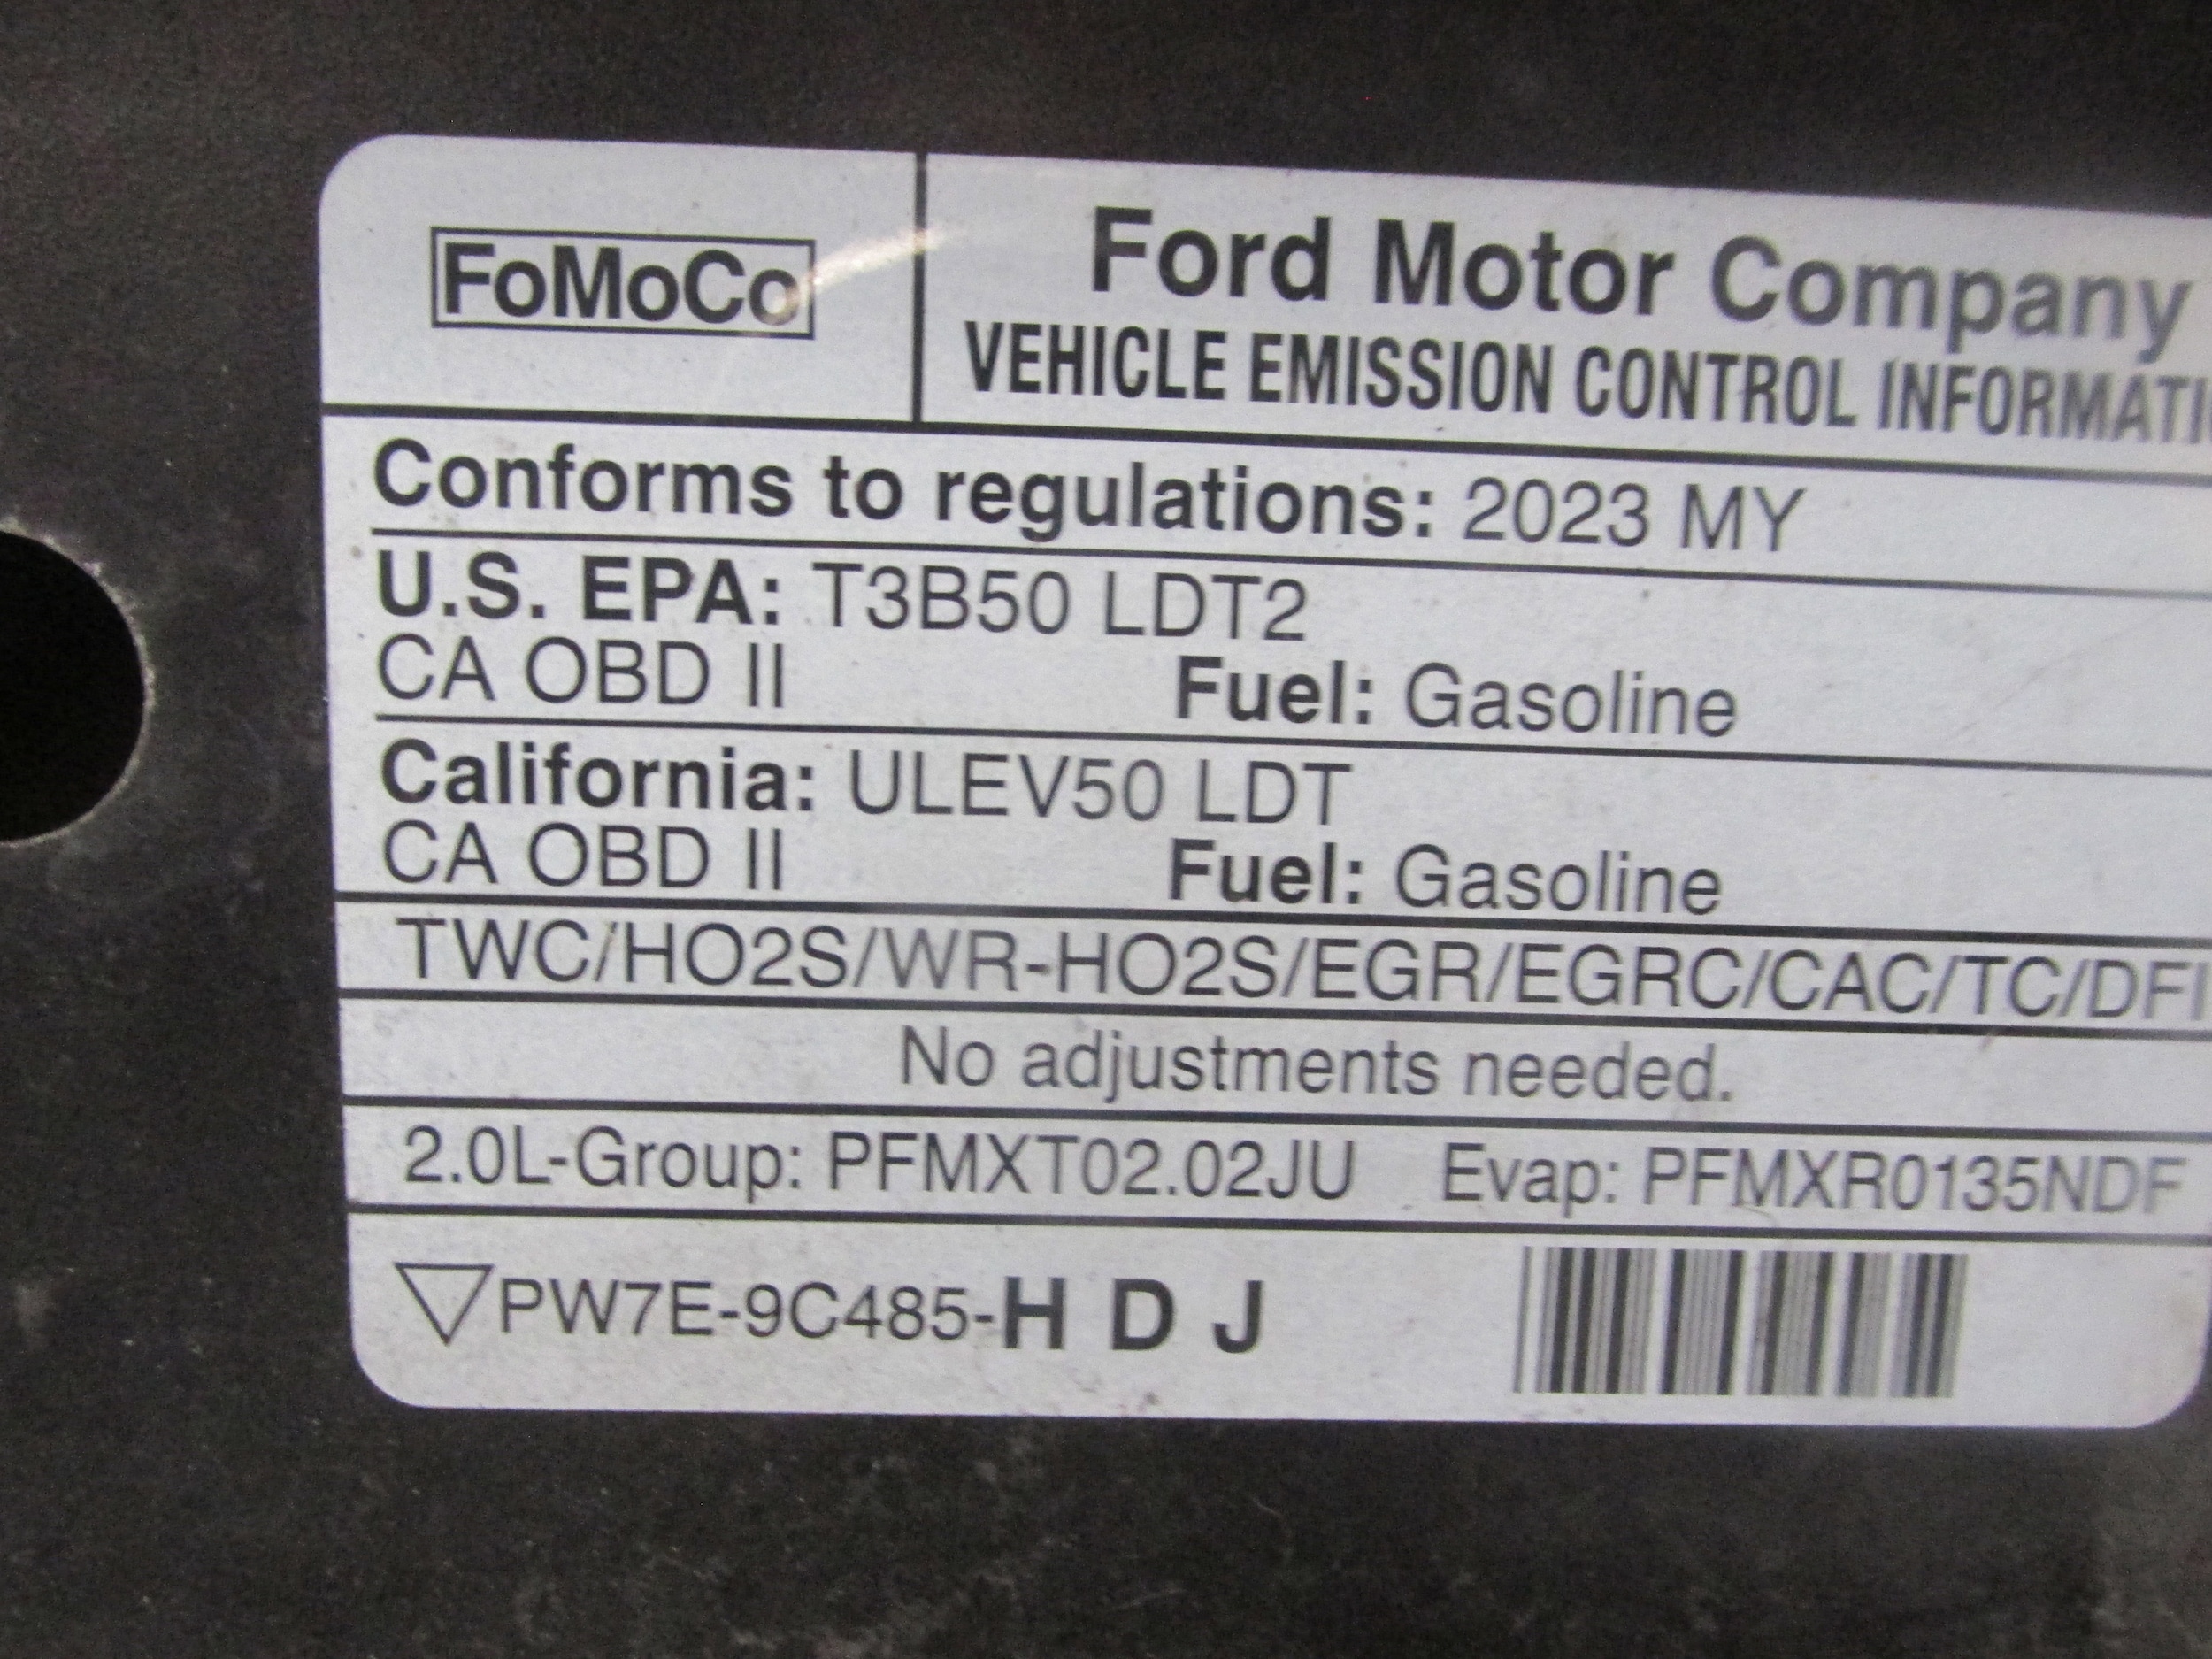 FoMoCo
Ford Motor Company
VEHICLE EMISSION CONTROL
Conforms to regulations: 2023 MY
U.S. EPA: T3B50 LDT2
CA OBD II Fuel: Gasoline
California: ULEV50 LDT
CA OBD II Fuel: Gasoline
TWC/HO2S/WR-HO2S/EGR/EGRC/CAC/TC/DFI
No adjustments needed.
2.0L-Group: PFMXT02.02JU Evap: PFMXR0135NDF
PW7E-9C485-H D J